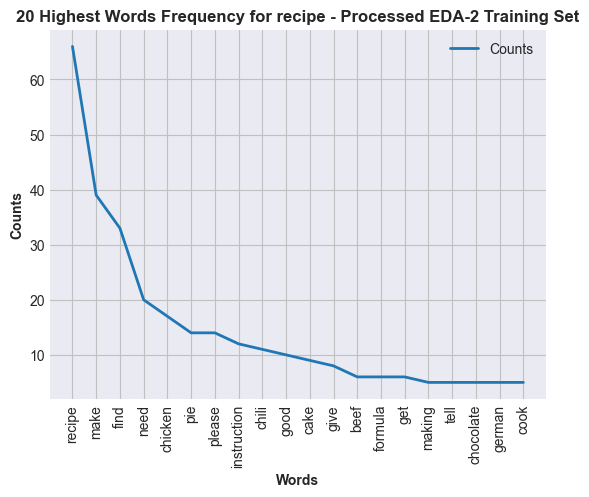 20 Highest Words Frequency for recipe - Processed EDA-2 Training Set
Counts
60
50
40
30
20
10
Counts
recipe
make
find
need
chicken
pie
please
instruction
chili
good
cake
give
beef
formula
get
making
tell
chocolate
german
cook
Words